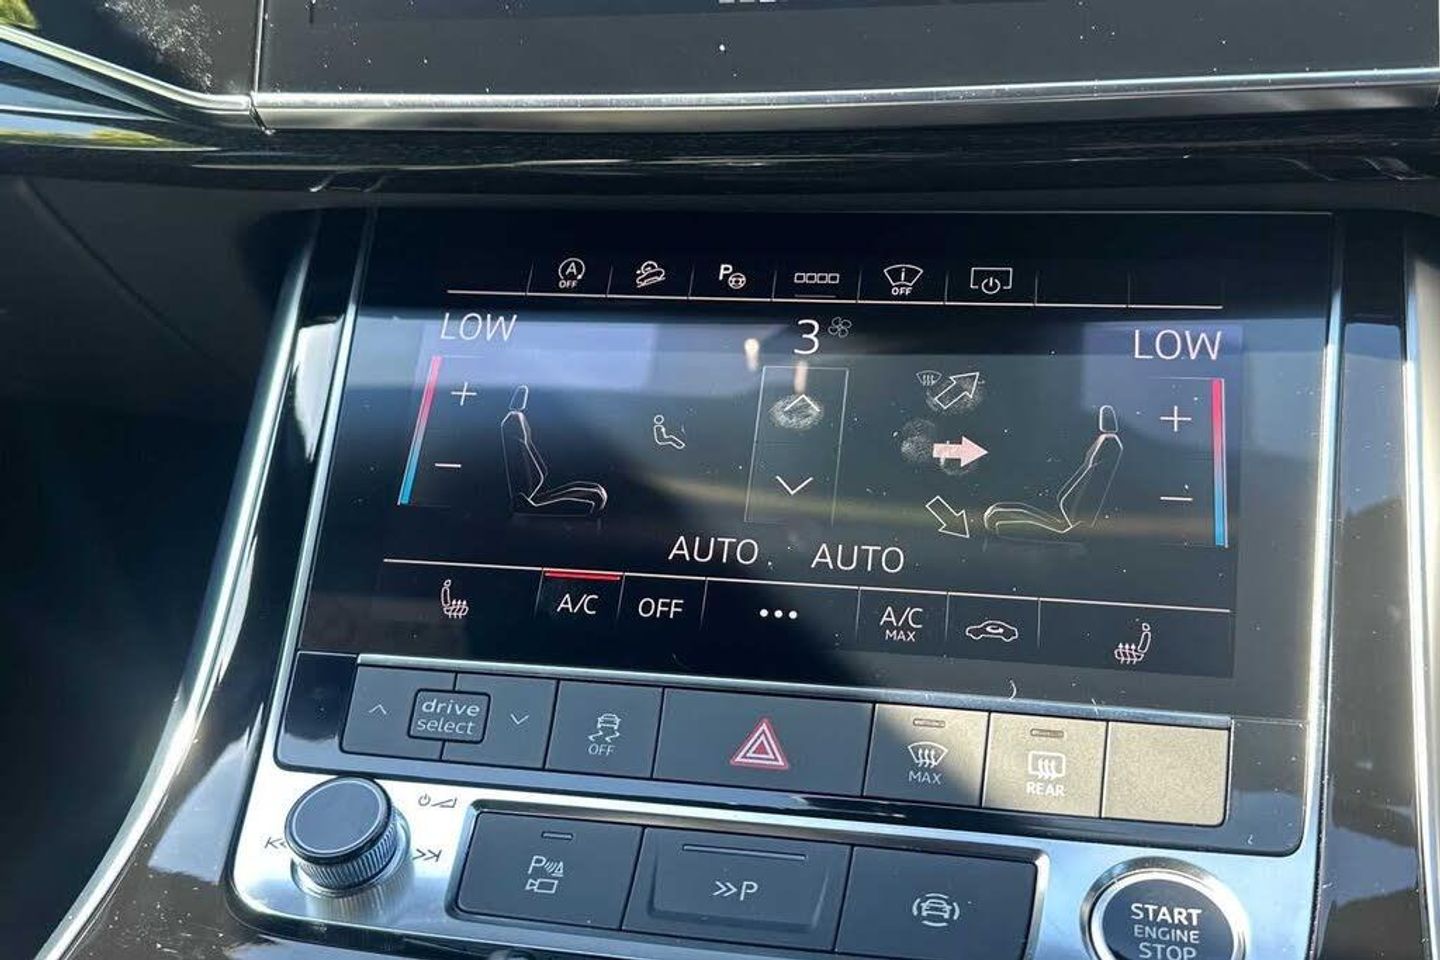 A
OFF
P
i
OFF
LOW
3
LOW
AUTO AUTO
A/C
OFF
•••
A/C
MAX
drive
select
OFF
MAX
REAR
P
P
START
ENGINE
STOP